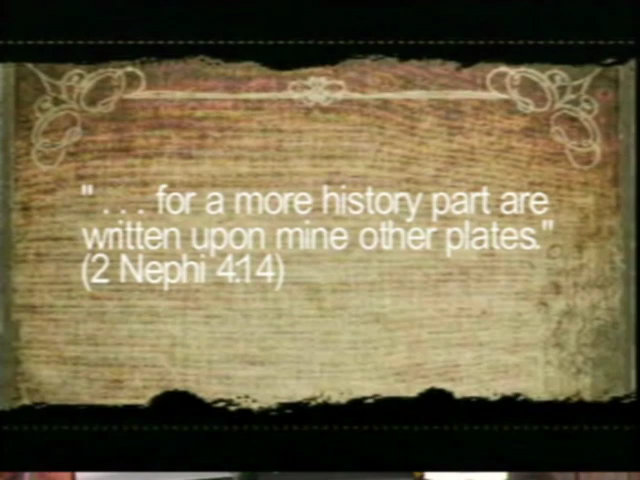 " . . . for a more history part are
written upon mine other plates."
(2 Nephi 4:14)